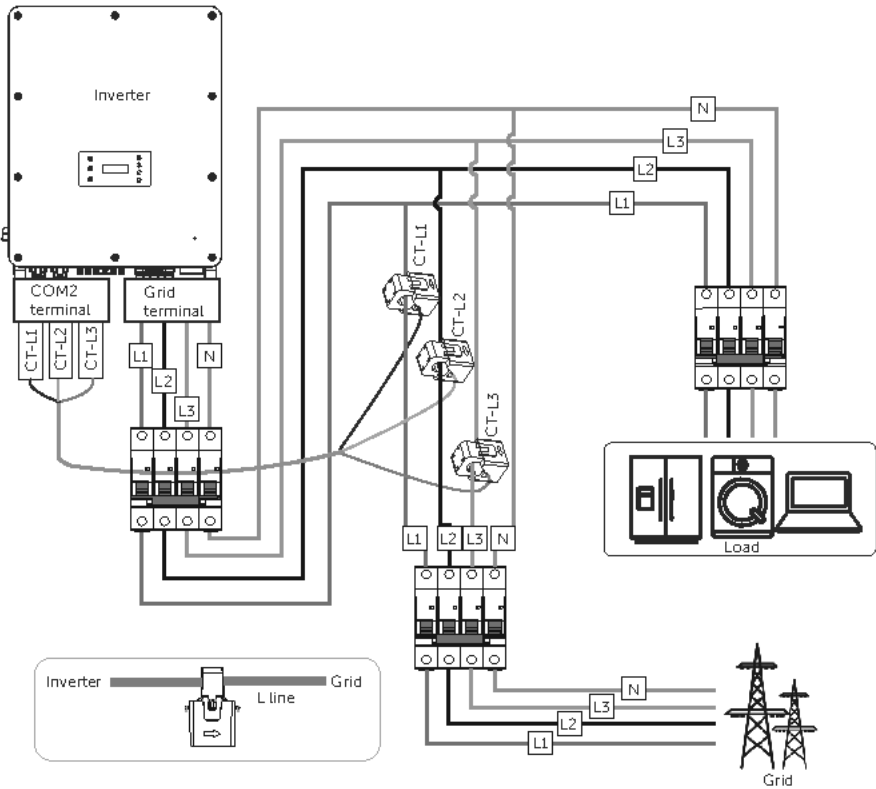 Inverter
N
L3
L2
L1
CT-L1
CT-L2
CT-L3
COM2
terminal
Grid
terminal
CT-L1
CT-L2
CT-L3
L1
L2
L3
N
L1
L2
L3
N
Load
Inverter
Grid
L line
N
L3
L2
L1
Grid